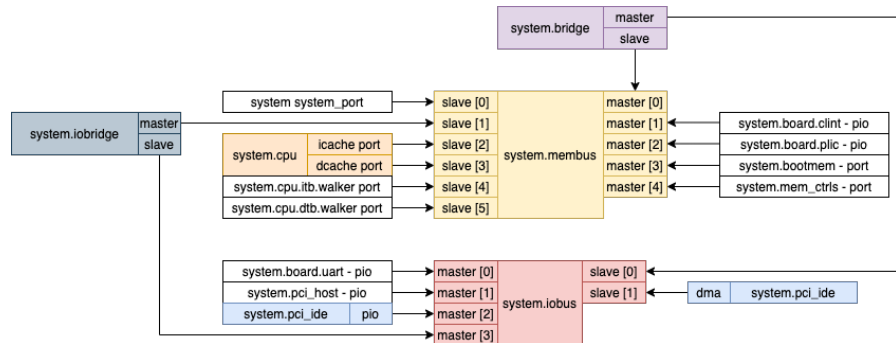 system.bridge
master
slave
system system_port
slave [0]
master [0]
system.iobridge
master
slave
slave [1]
system.membus
master [1]
system.board.clint - pio
system.cpu
icache port
slave [2]
master [2]
system.board.plic - pio
dcache port
slave [3]
master [3]
system.bootmem - port
system.cpu.itb.walker port
slave [4]
master [4]
system.mem_ctrls - port
system.cpu.dtb.walker port
slave [5]
system.board.uart - pio
master [0]
system.iobus
slave [0]
system.pci_host - pio
master [1]
slave [1]
dma
system.pci_ide
system.pci_ide
pio
master [2]
master [3]